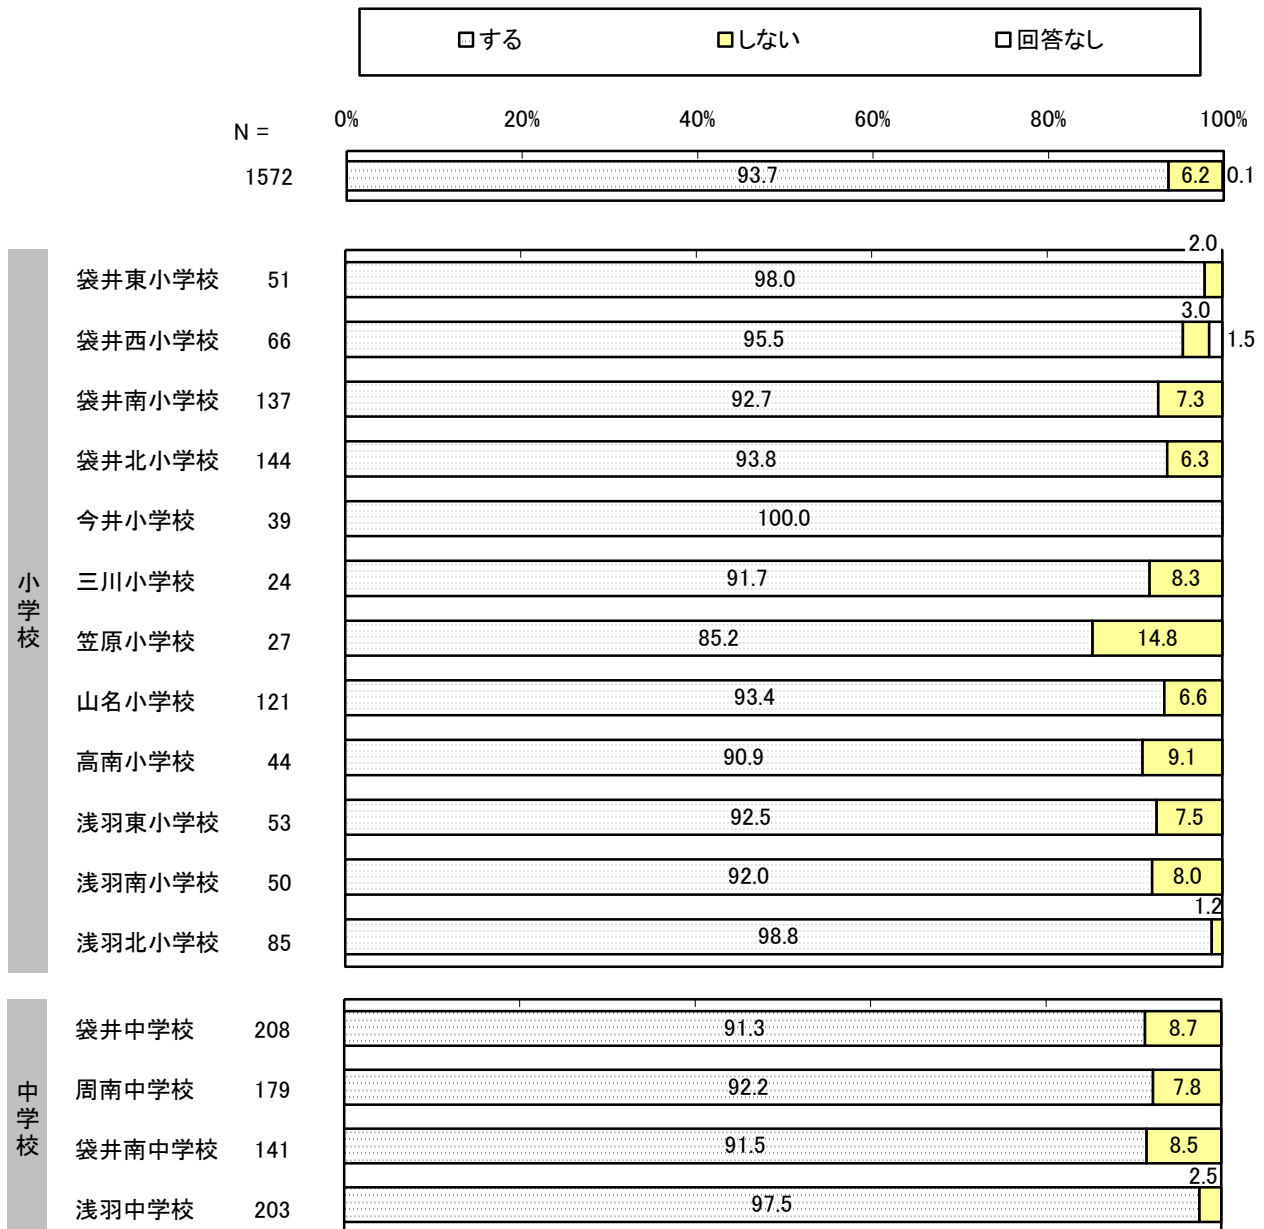 する しない 回答なし
N = 0% 20% 40% 60% 80% 100%
1572 93.7 6.2 0.1
小学校
袋井東小学校 51 98.0 2.0
袋井西小学校 66 95.5 3.0 1.5
袋井南小学校 137 92.7 7.3
袋井北小学校 144 93.8 6.3
今井小学校 39 100.0
三川小学校 24 91.7 8.3
笠原小学校 27 85.2 14.8
山名小学校 121 93.4 6.6
高南小学校 44 90.9 9.1
浅羽東小学校 53 92.5 7.5
浅羽南小学校 50 92.0 8.0
浅羽北小学校 85 98.8 1.2
中学校
袋井中学校 208 91.3 8.7
周南中学校 179 92.2 7.8
袋井南中学校 141 91.5 8.5
浅羽中学校 203 97.5 2.5